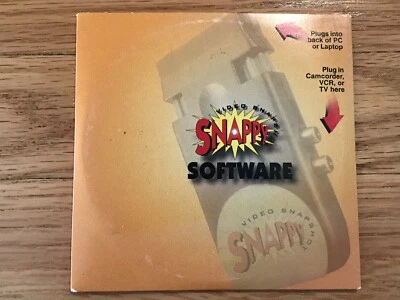 Plugs into
back of PC
or Laptop
Plug in
Camcorder,
VCR, or
TV here
VIDEO SNAPSHOT
SNAPPY
SOFTWARE
VIDEO SNAPSHOT
SNAPPY